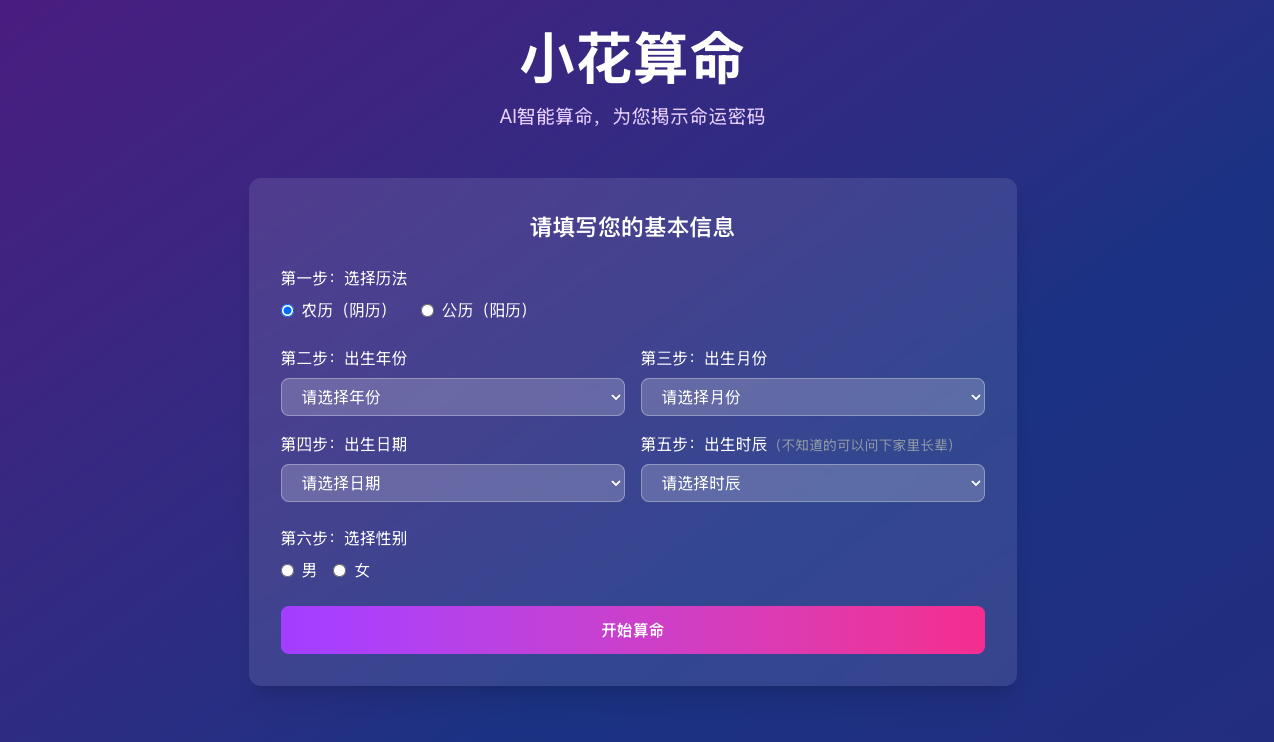 小花算命
AI智能算命，为您揭示命运密码
请填写您的基本信息
第一步：选择历法
农历（阴历） 公历（阳历）
第二步：出生年份 第三步：出生月份
请选择年份 请选择月份
第四步：出生日期 第五步：出生时辰（不知道的可以问下家里长辈）
请选择日期 请选择时辰
第六步：选择性别
男 女
开始算命